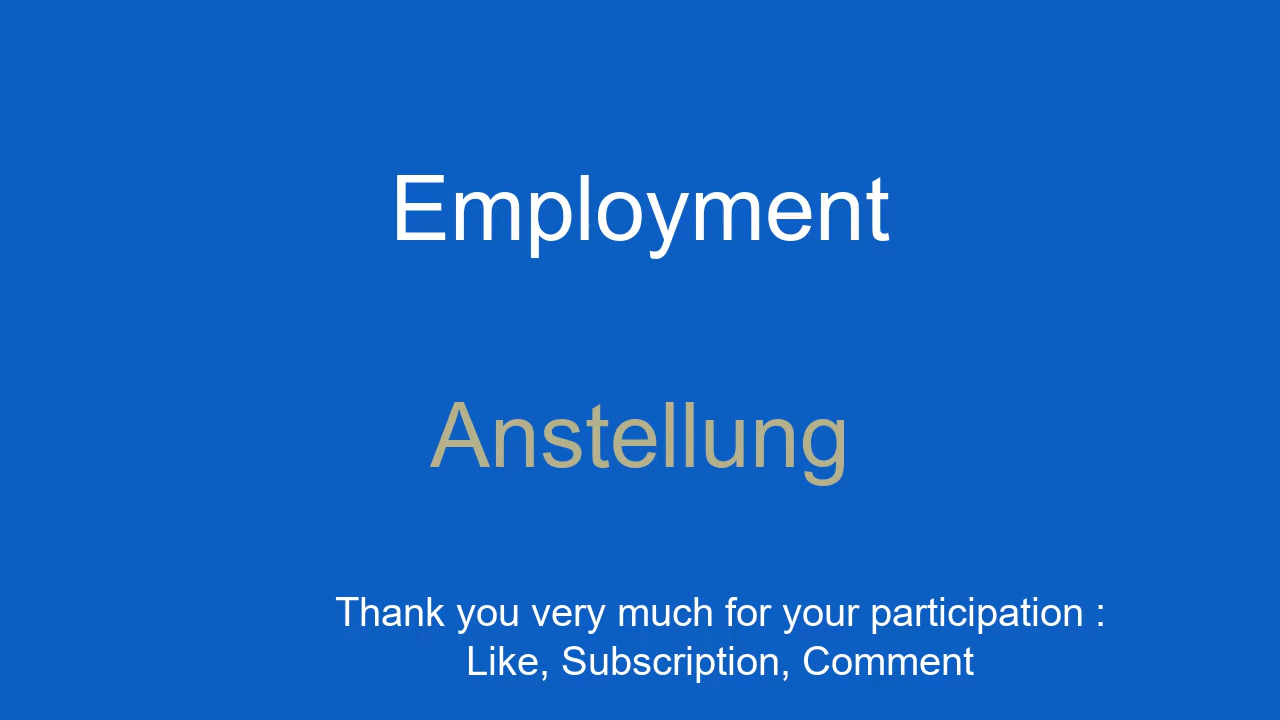 Employment
Anstellung
Thank you very much for your participation :
Like, Subscription, Comment